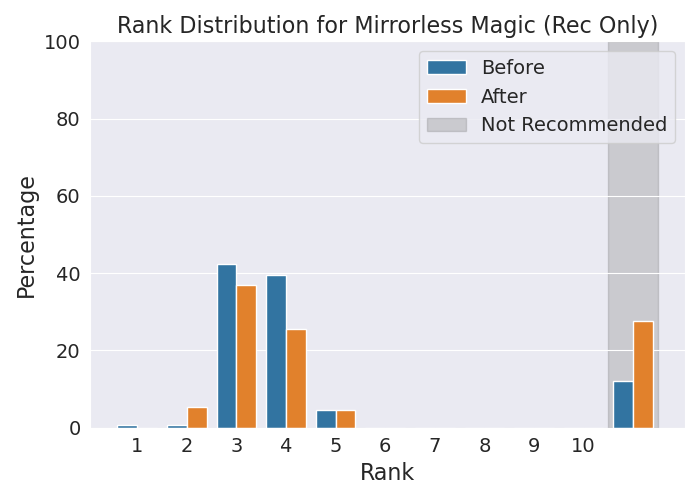 Rank Distribution for Mirrorless Magic (Rec Only)
100
80
60
40
20
0
Percentage
Before
After
Not Recommended
1 2 3 4 5 6 7 8 9 10
Rank